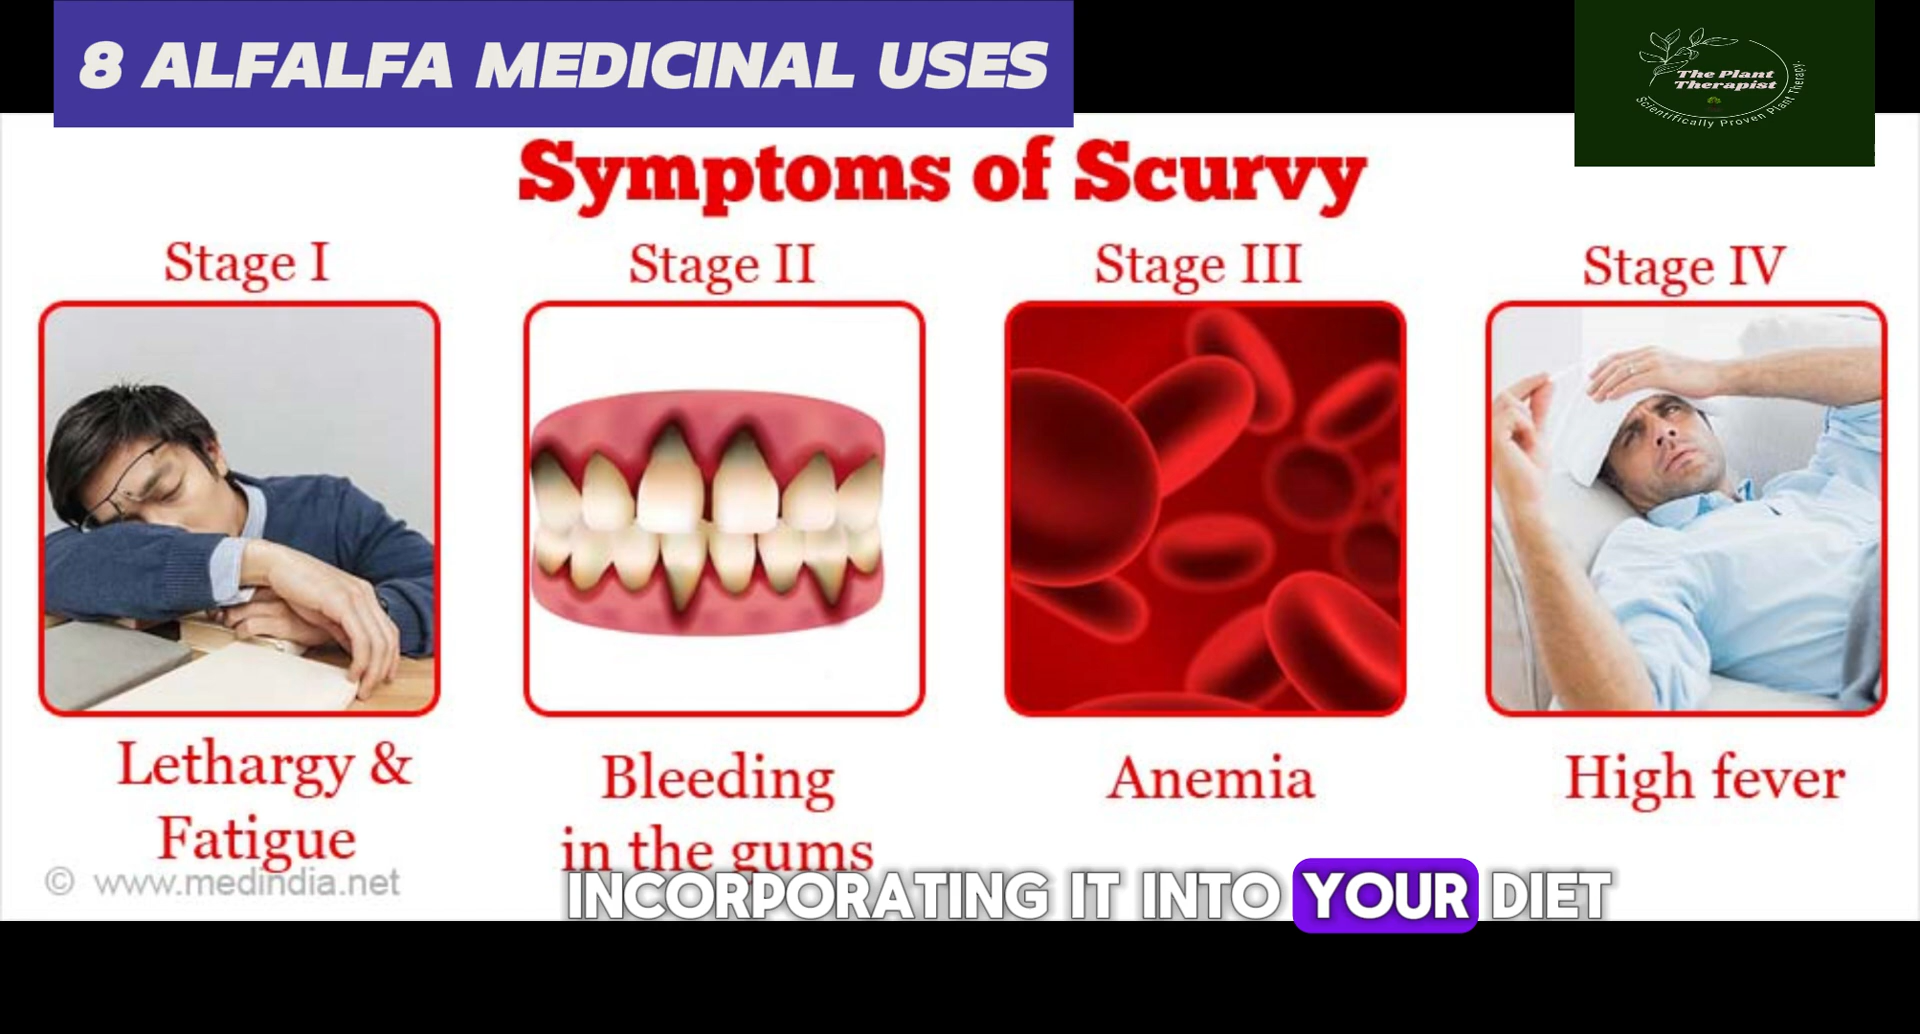 8 ALFALFA MEDICINAL USES
The Plant
Therapist
Scientifically Proven Plant Therapy.
Symptoms of Scurvy
Stage I
Stage II
Stage III
Stage IV
Lethargy &
Fatigue
Bleeding
in the gums
Anemia
High fever
© www.medindia.net
INCORPORATING IT INTO YOUR DIET